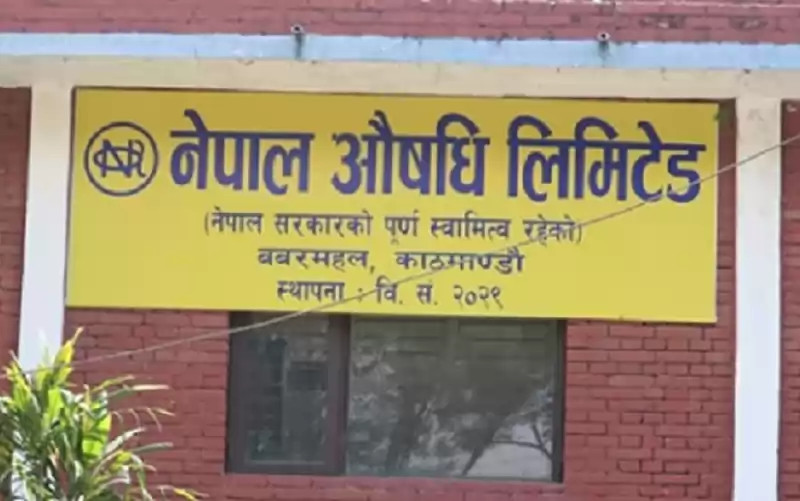 नेपाल औषधि लिमिटेड
(नेपाल सरकारको पूर्ण स्वामित्व रहेको)
बबरमहल, काठमाण्डौ
स्थापना : वि. सं. २०२९